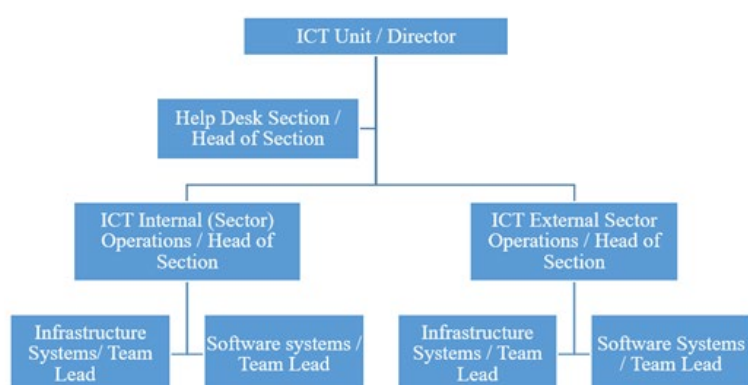 ICT Unit / Director
Help Desk Section /
Head of Section
ICT Internal (Sector)
Operations / Head of
Section
ICT External Sector
Operations / Head of
Section
Infrastructure
Systems/ Team
Lead
Software systems /
Team Lead
Infrastructure
Systems / Team
Lead
Software Systems
/ Team Lead